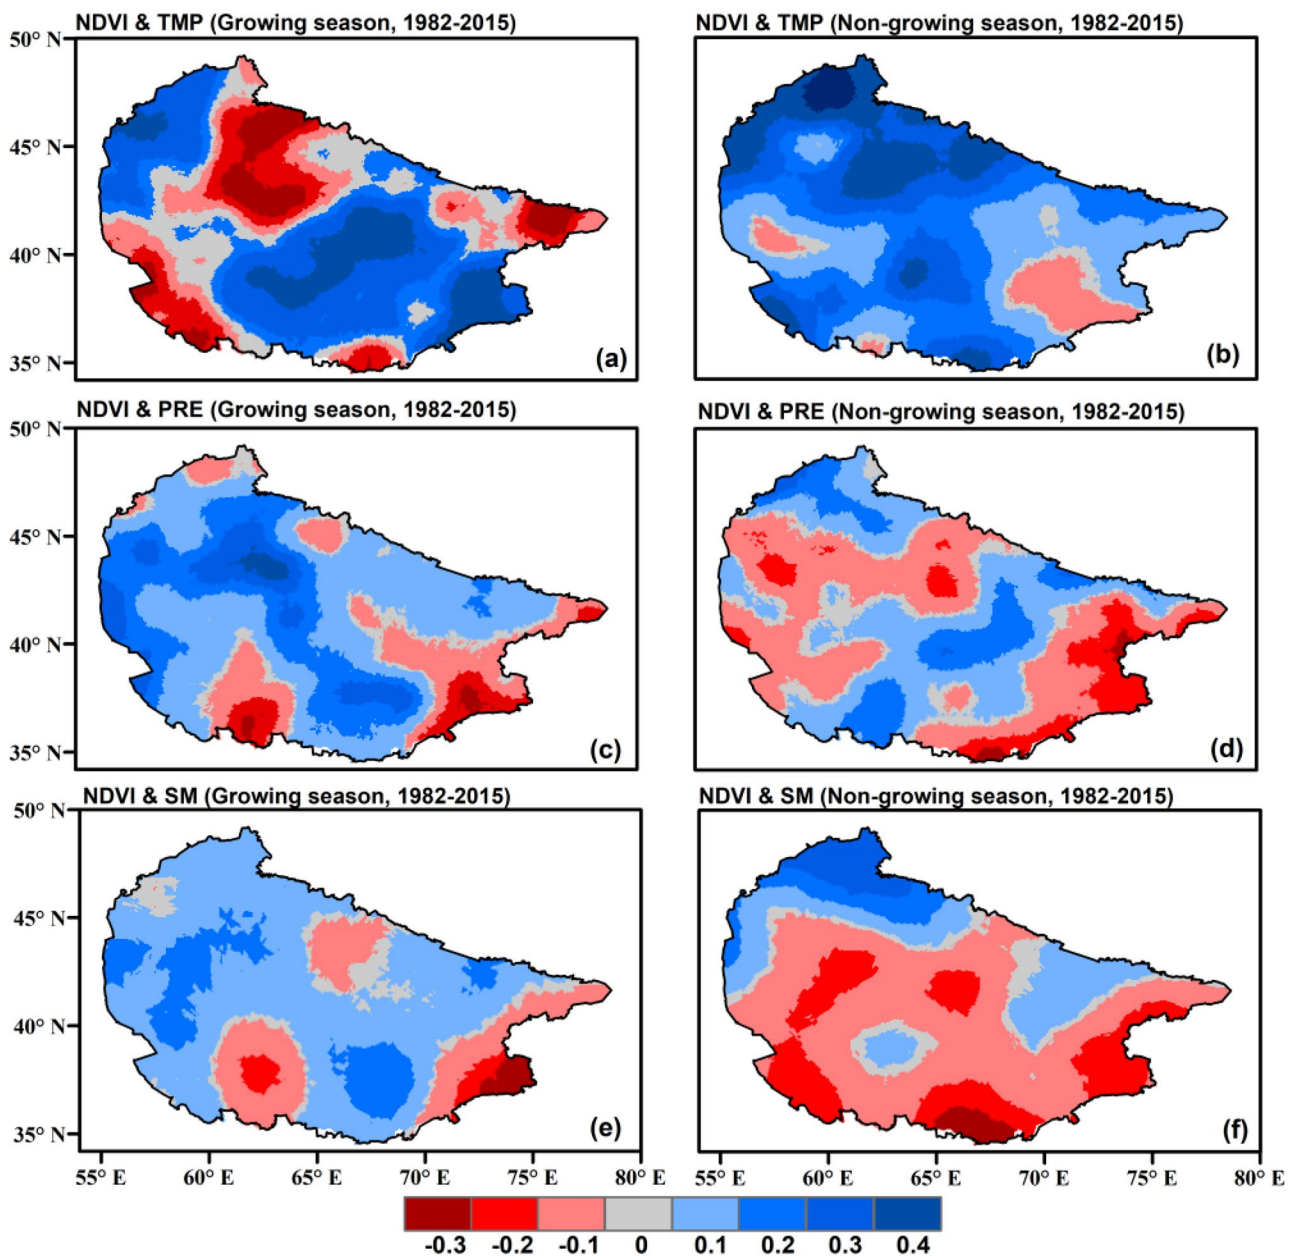 NDVI & TMP (Growing season, 1982-2015)
NDVI & TMP (Non-growing season, 1982-2015)
50° N
45° N
40° N
35° N
(a)
(b)
NDVI & PRE (Growing season, 1982-2015)
NDVI & PRE (Non-growing season, 1982-2015)
50° N
45° N
40° N
35° N
(c)
(d)
NDVI & SM (Growing season, 1982-2015)
NDVI & SM (Non-growing season, 1982-2015)
50° N
45° N
40° N
35° N
(e)
(f)
55° E 60° E 65° E 70° E 75° E 80° E
55° E 60° E 65° E 70° E 75° E 80° E
-0.3 -0.2 -0.1 0 0.1 0.2 0.3 0.4